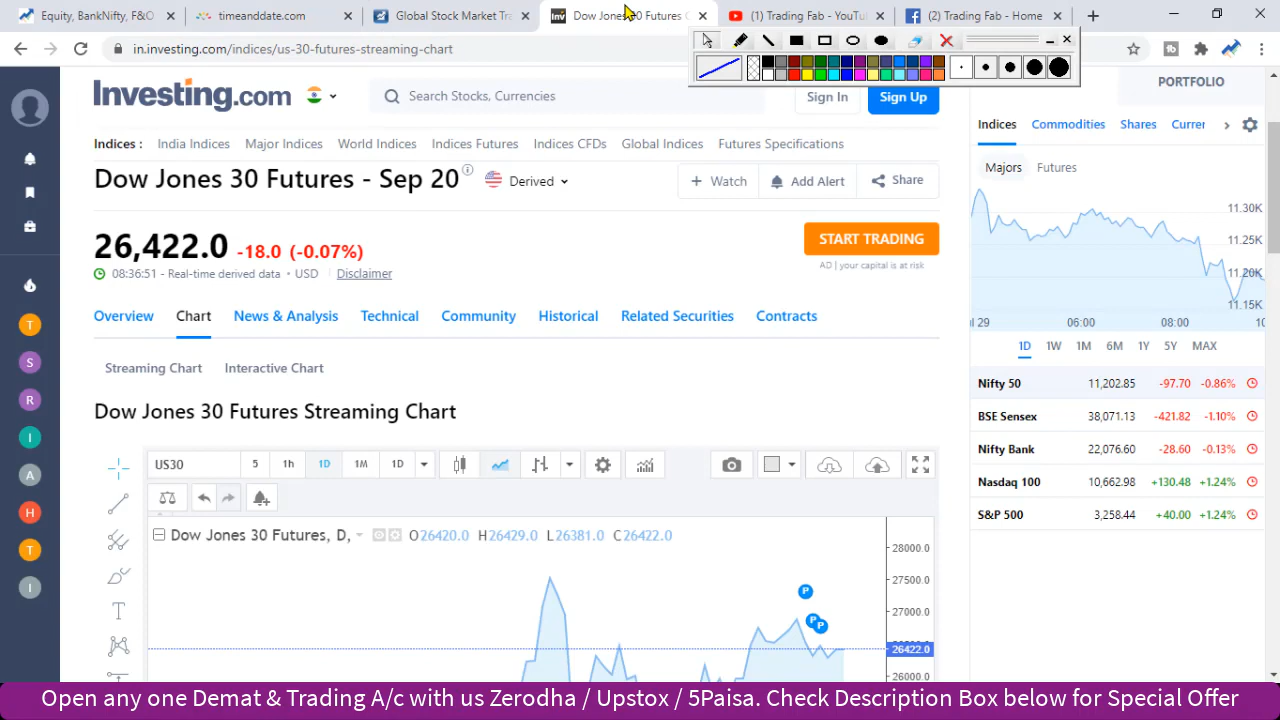 Equity, BankNifty, F&O
timeanddate.com
Global Stock Market Tr
Dow Jones 30 Futures
(1) Trading Fab - YouTu
(2) Trading Fab - Home
in.investing.com/indices/us-30-futures-streaming-chart
Investing.com
Search Stocks, Currencies
Sign In
Sign Up
PORTFOLIO
Indices :
India Indices
Major Indices
World Indices
Indices Futures
Indices CFDs
Global Indices
Futures Specifications
Dow Jones 30 Futures - Sep 20
Derived
+ Watch
Add Alert
Share
26,422.0 -18.0 (-0.07%)
08:36:51 - Real-time derived data • USD
Disclaimer
START TRADING
AD | your capital is at risk
Overview
Chart
News & Analysis
Technical
Community
Historical
Related Securities
Contracts
Streaming Chart
Interactive Chart
Dow Jones 30 Futures Streaming Chart
US30
5
1h
1D
1M
1D
Dow Jones 30 Futures, D,
O26420.0 H26429.0 L26381.0 C26422.0
28000.0
27500.0
27000.0
26422.0
26000.0
P
P
P
Indices
Commodities
Shares
Curren
Majors
Futures
11.30K
11.25K
11.20K
11.15K
ul 29
06:00
08:00
10
1D
1W
1M
6M
1Y
5Y
MAX
Nifty 50 11,202.85 -97.70 -0.86%
BSE Sensex 38,071.13 -421.82 -1.10%
Nifty Bank 22,076.60 -28.60 -0.13%
Nasdaq 100 10,662.98 +130.48 +1.24%
S&P 500 3,258.44 +40.00 +1.24%
T
S
R
I
A
H
T
I
Open any one Demat & Trading A/c with us Zerodha / Upstox / 5Paisa. Check Description Box below for Special Offer